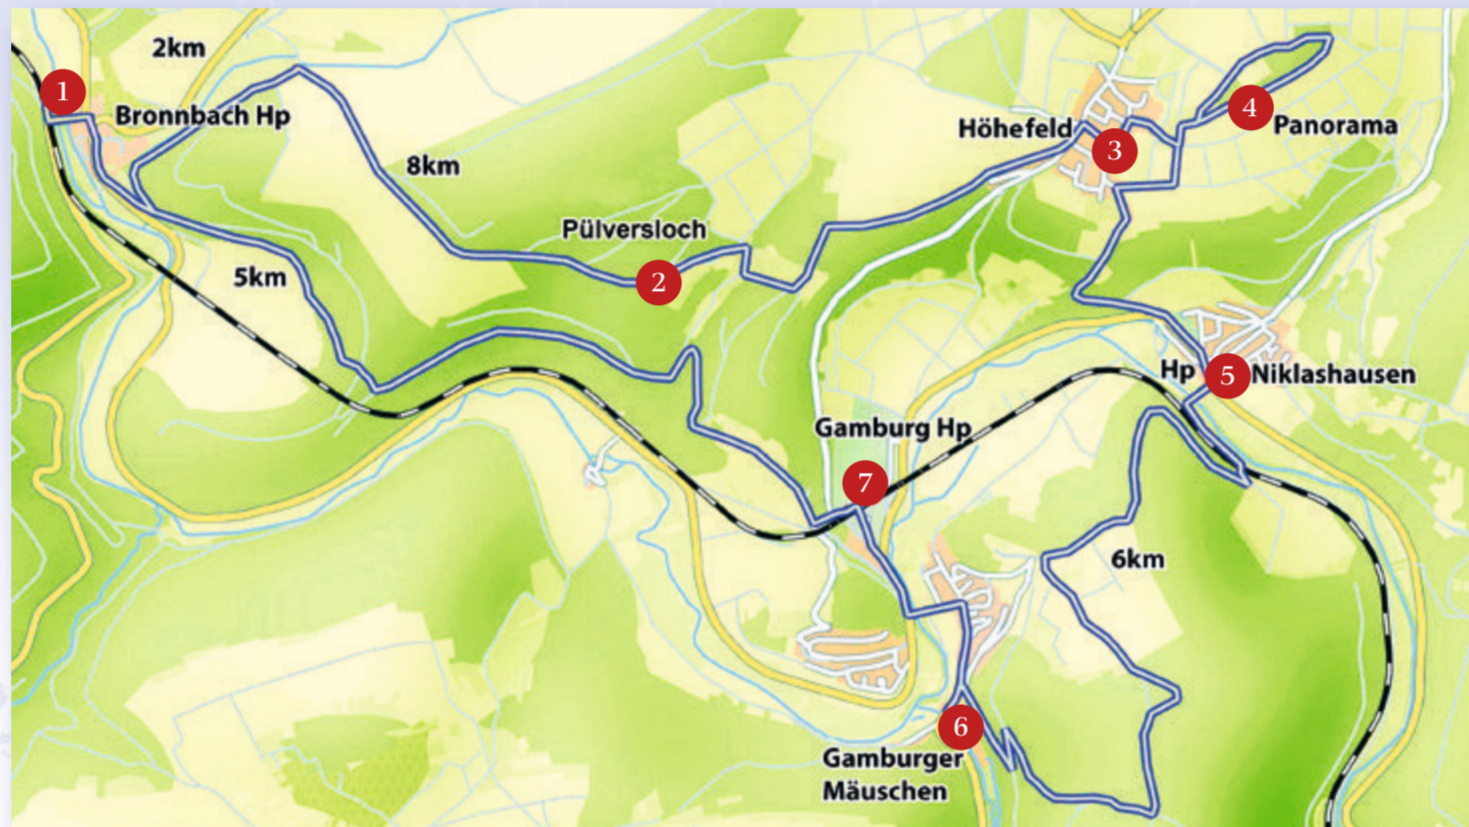 2km
1
Bronnbach Hp
8km
Höhefeld
3
4
Panorama
Pülversloch
2
5km
Hp
5
Niklashausen
Gamburg Hp
7
6km
6
Gamburger
Mäuschen